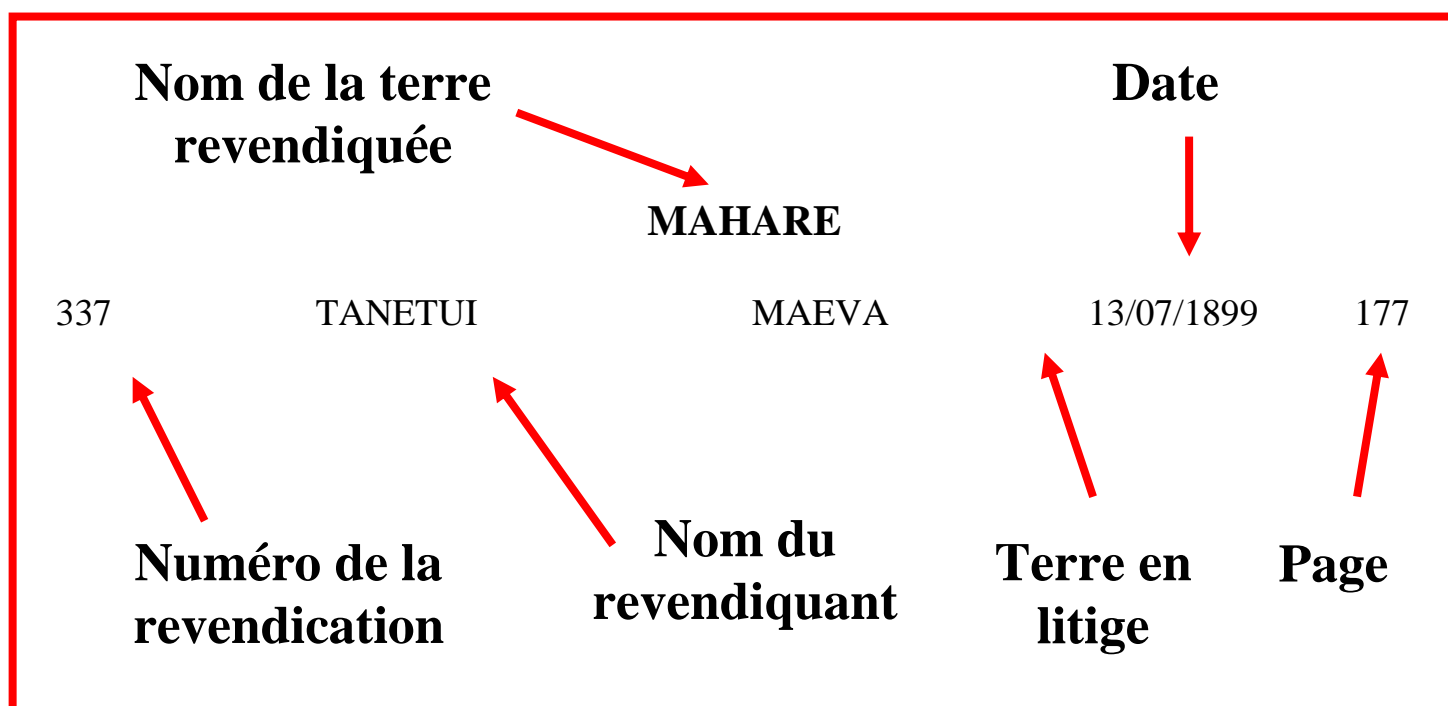 Nom de la terre
revendiquée
Date
MAHARE
337 TANETUI MAEVA 13/07/1899 177
Numéro de la
revendication
Nom du
revendiquant
Terre en
litige
Page